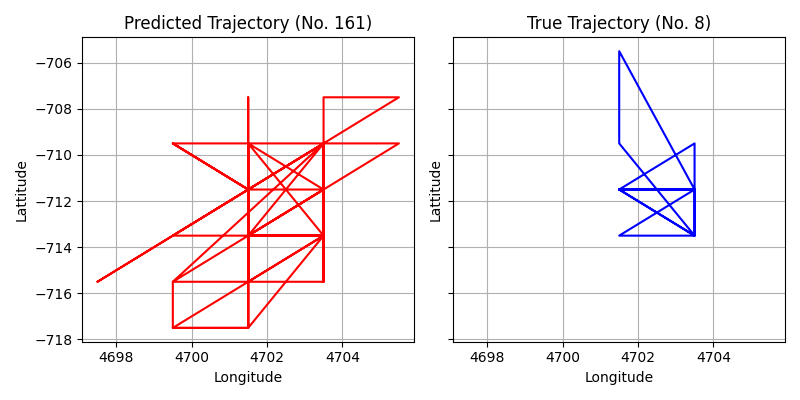 Predicted Trajectory (No. 161)
True Trajectory (No. 8)
Lattitude
−706
−708
−710
−712
−714
−716
−718
4698
4700
4702
4704
Longitude
Lattitude
4698
4700
4702
4704
Longitude